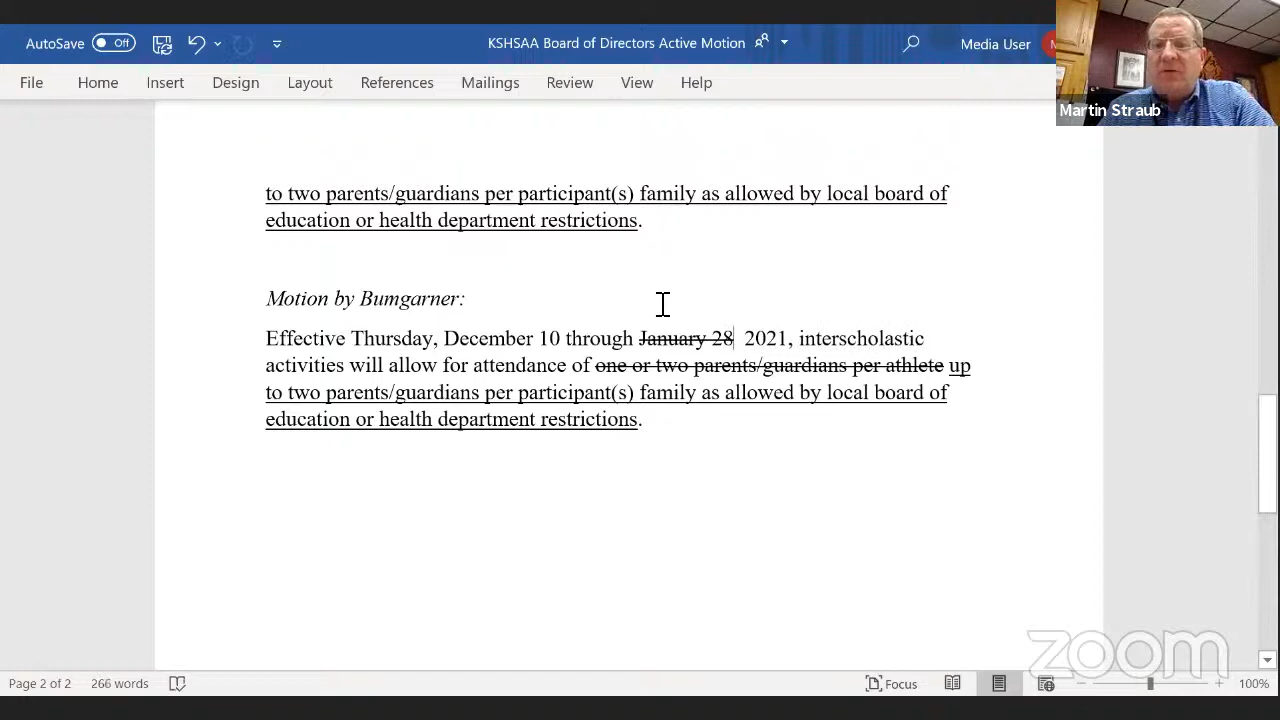 AutoSave Off KSHSAA Board of Directors Active Motion Media User
Martin Straub
File Home Insert Design Layout References Mailings Review View Help
to two parents/guardians per participant(s) family as allowed by local board of
education or health department restrictions.
Motion by Bumgarner:
Effective Thursday, December 10 through January 28 2021, interscholastic
activities will allow for attendance of one or two parents/guardians per athlete up
to two parents/guardians per participant(s) family as allowed by local board of
education or health department restrictions.
zoom
Page 2 of 2 266 words Focus 100%